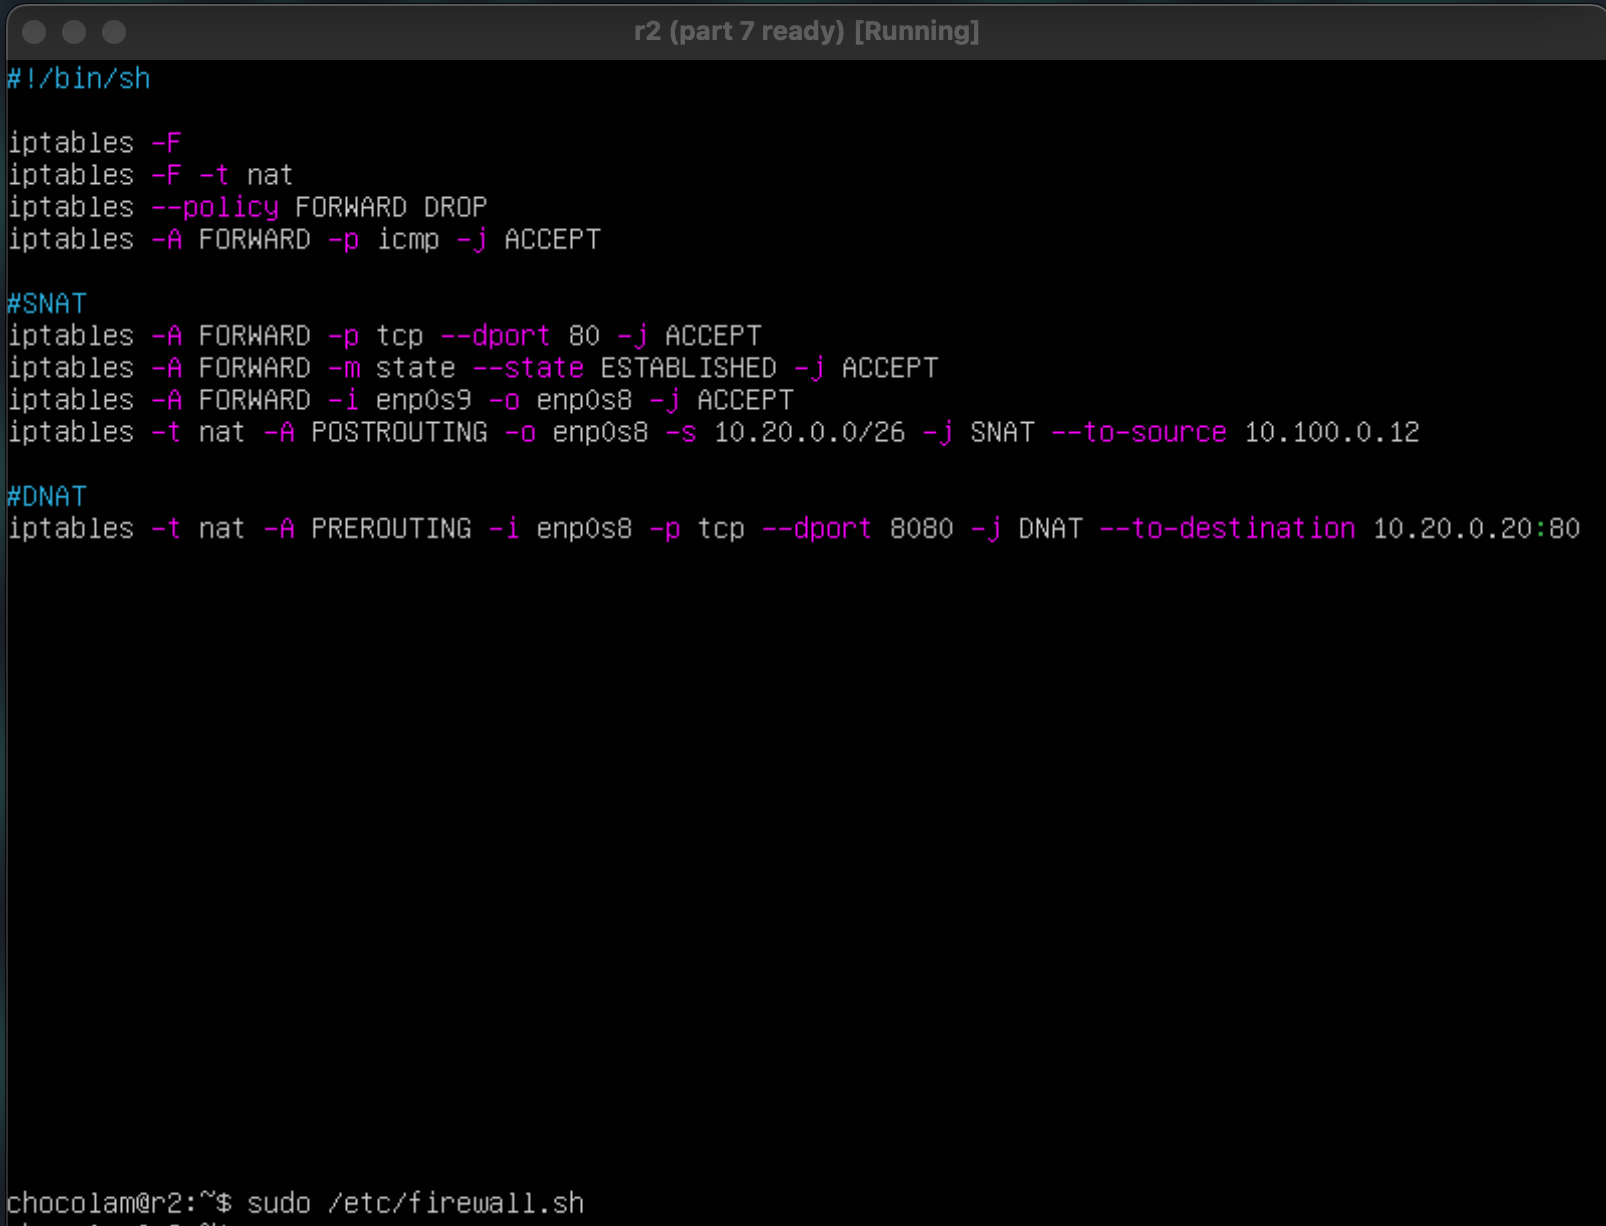 r2 (part 7 ready) [Running]
#!/bin/sh
iptables -F
iptables -F -t nat
iptables --policy FORWARD DROP
iptables -A FORWARD -p icmp -j ACCEPT
#SNAT
iptables -A FORWARD -p tcp --dport 80 -j ACCEPT
iptables -A FORWARD -m state --state ESTABLISHED -j ACCEPT
iptables -A FORWARD -i enp0s9 -o enp0s8 -j ACCEPT
iptables -t nat -A POSTROUTING -o enp0s8 -s 10.20.0.0/26 -j SNAT --to-source 10.100.0.12
#DNAT
iptables -t nat -A PREROUTING -i enp0s8 -p tcp --dport 8080 -j DNAT --to-destination 10.20.0.20:80
chocolam@r2:~$ sudo /etc/firewall.sh